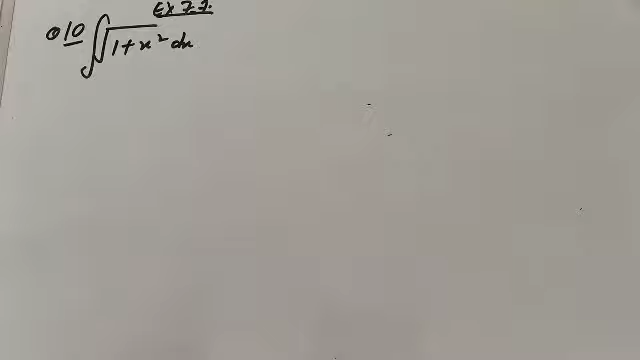 Ex 7.7.
Q10 ∫√1+x² dx